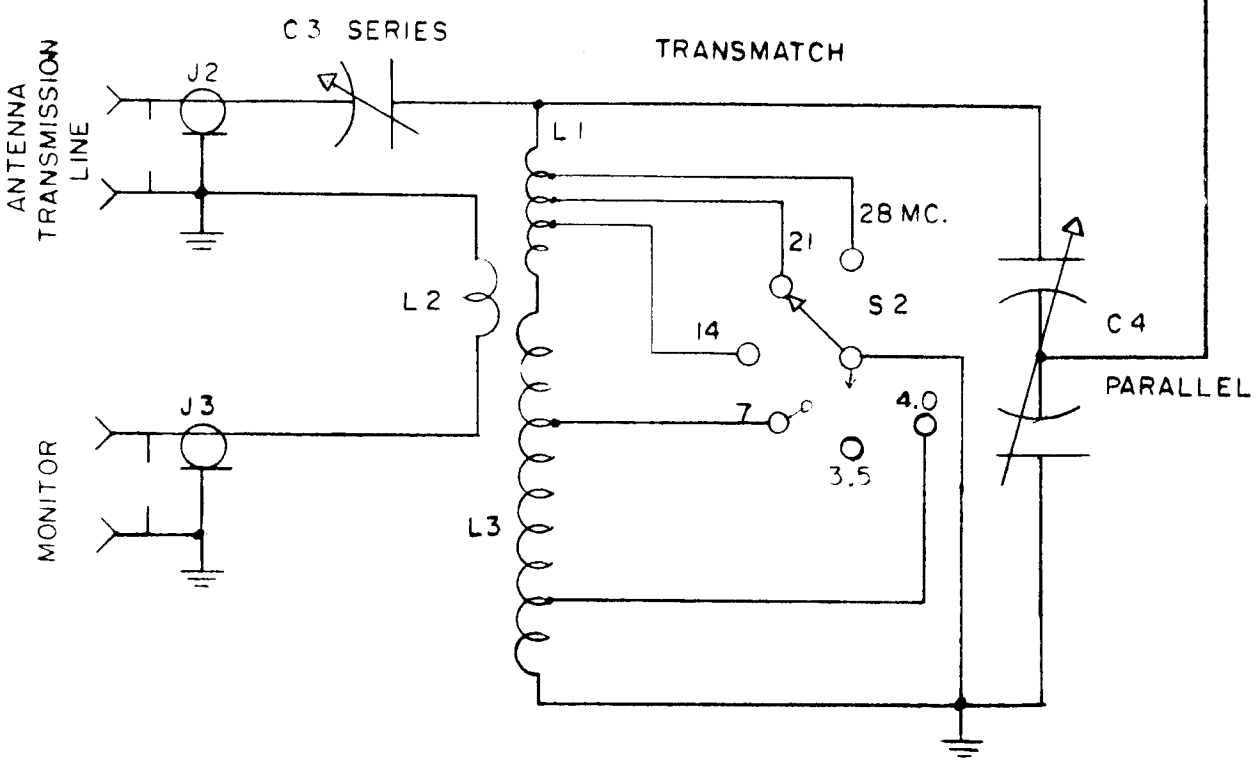 C3 SERIES
TRANSMATCH
J2
ANTENNA
TRANSMISSION
LINE
L1
28 MC.
21
S2
L2
14
C4
PARALLEL
J3
7
4.0
3.5
MONITOR
L3